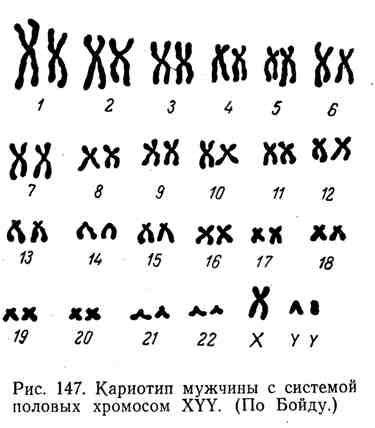 1 2 3 4 5 6
7 8 9 10 11 12
13 14 15 16 17 18
19 20 21 22 X Y Y
Рис. 147. Кариотип мужчины с системой
половых хромосом XYY. (По Бойду.)